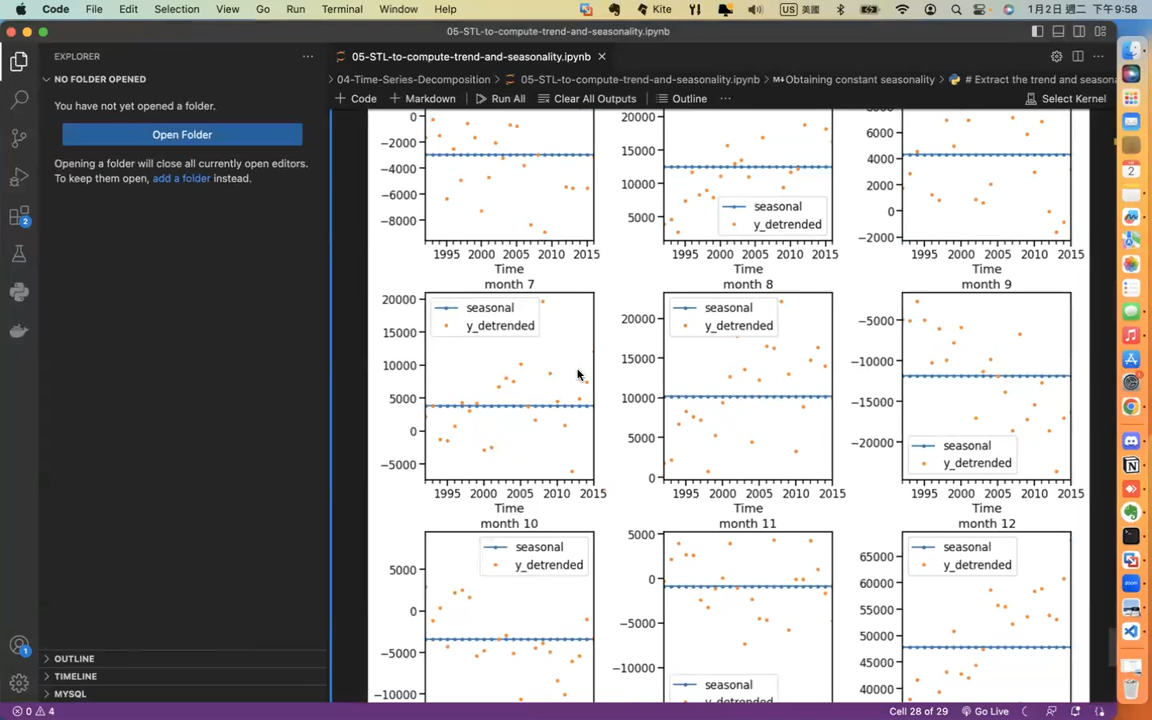 Code File Edit Selection View Go Run Terminal Window Help Kite US 美國 1月2日 週二 下午9:58
05-STL-to-compute-trend-and-seasonality.ipynb
EXPLORER
NO FOLDER OPENED
You have not yet opened a folder.
Open Folder
Opening a folder will close all currently open editors.
To keep them open, add a folder instead.
2
1
OUTLINE
TIMELINE
MYSQL
05-STL-to-compute-trend-and-seasonality.ipynb
04-Time-Series-Decomposition > 05-STL-to-compute-trend-and-seasonality.ipynb > M Obtaining constant seasonality > # Extract the trend and seasona
+ Code + Markdown Run All Clear All Outputs Outline ... Select Kernel
0
−2000
−4000
−6000
−8000
1995 2000 2005 2010 2015
Time
20000
15000
10000
5000
seasonal
y_detrended
1995 2000 2005 2010 2015
Time
6000
4000
2000
0
−2000
1995 2000 2005 2010 2015
Time
month 7
20000
15000
10000
5000
0
−5000
seasonal
y_detrended
1995 2000 2005 2010 2015
Time
month 8
20000
15000
10000
5000
0
seasonal
y_detrended
1995 2000 2005 2010 2015
Time
month 9
−5000
−10000
−15000
−20000
seasonal
y_detrended
1995 2000 2005 2010 2015
Time
month 10
5000
0
−5000
−10000
seasonal
y_detrended
month 11
5000
0
−5000
−10000
seasonal
month 12
65000
60000
55000
50000
45000
40000
seasonal
y_detrended
0 4
Cell 28 of 29 Go Live